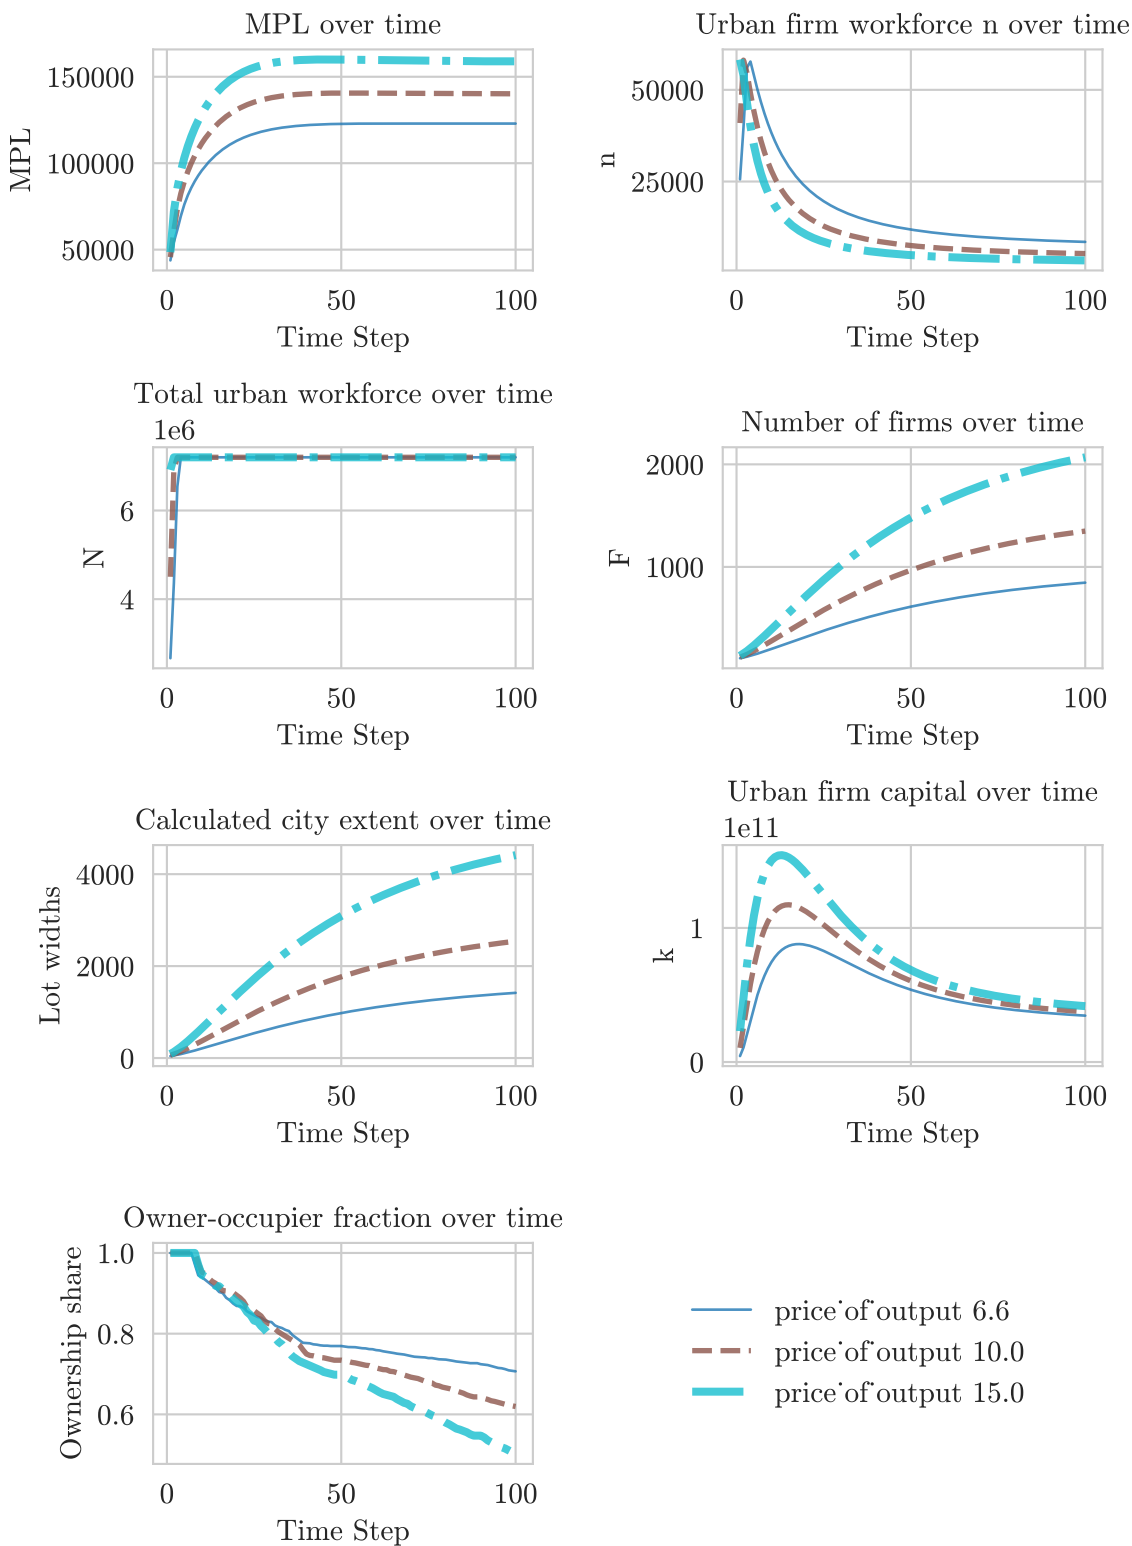 MPL over time
MPL
150000
100000
50000
0 50 100
Time Step
Urban firm workforce n over time
n
50000
25000
0 50 100
Time Step
Total urban workforce over time
1e6
N
6
4
0 50 100
Time Step
Number of firms over time
F
2000
1000
0 50 100
Time Step
Calculated city extent over time
Lot widths
4000
2000
0
0 50 100
Time Step
Urban firm capital over time
1e11
k
1
0
0 50 100
Time Step
Owner-occupier fraction over time
Ownership share
1.0
0.8
0.6
0 50 100
Time Step
price˙of˙output 6.6
price˙of˙output 10.0
price˙of˙output 15.0